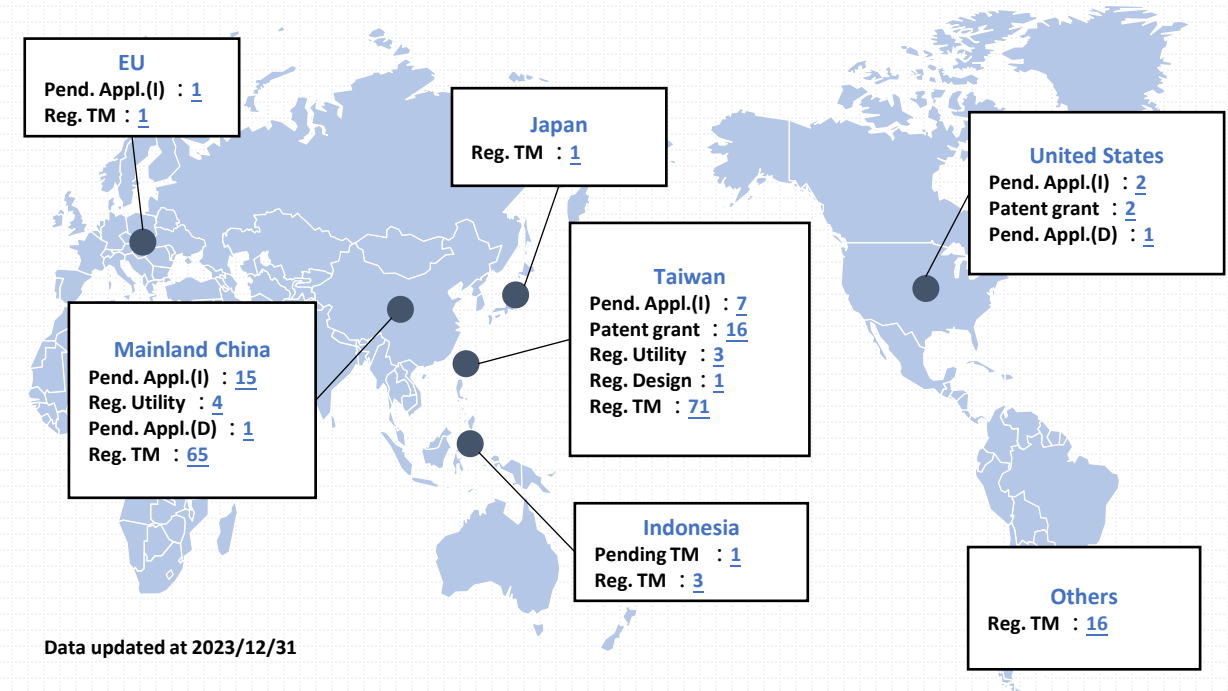 EU
Pend. Appl.(I) : 1
Reg. TM : 1
Japan
Reg. TM : 1
United States
Pend. Appl.(I) : 2
Patent grant : 2
Pend. Appl.(D) : 1
Taiwan
Pend. Appl.(I) : 7
Patent grant : 16
Reg. Utility : 3
Reg. Design : 1
Reg. TM : 71
Mainland China
Pend. Appl.(I) : 15
Reg. Utility : 4
Pend. Appl.(D) : 1
Reg. TM : 65
Indonesia
Pending TM : 1
Reg. TM : 3
Others
Reg. TM : 16
Data updated at 2023/12/31